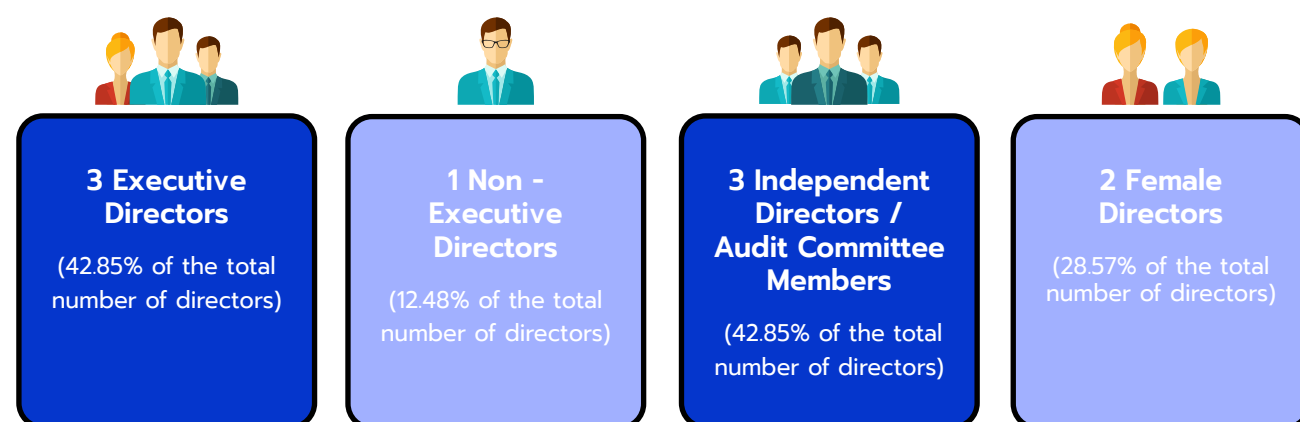 3 Executive
Directors
(42.85% of the total
number of directors)
1 Non -
Executive
Directors
(12.48% of the total
number of directors)
3 Independent
Directors /
Audit Committee
Members
(42.85% of the total
number of directors)
2 Female
Directors
(28.57% of the total
number of directors)